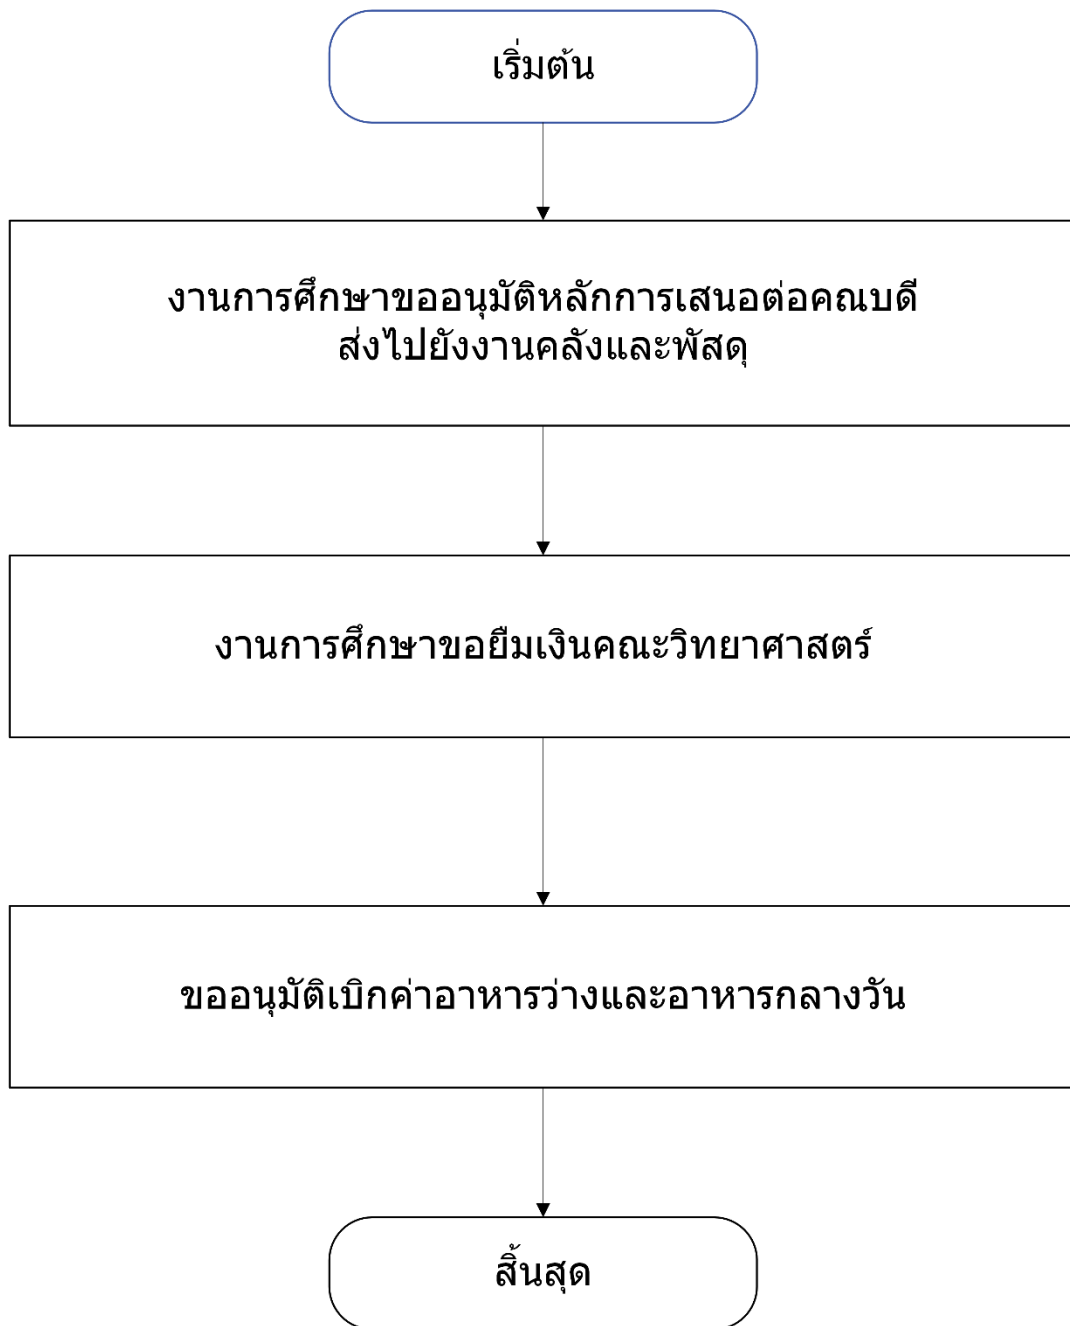 เริ่มต้น
งานการศึกษาขออนุมัติหลักการเสนอต่อคณบดี
ส่งไปยังงานคลังและพัสดุ
งานการศึกษาขอยืมเงินคณะวิทยาศาสตร์
ขออนุมัติเบิกค่าอาหารว่างและอาหารกลางวัน
สิ้นสุด